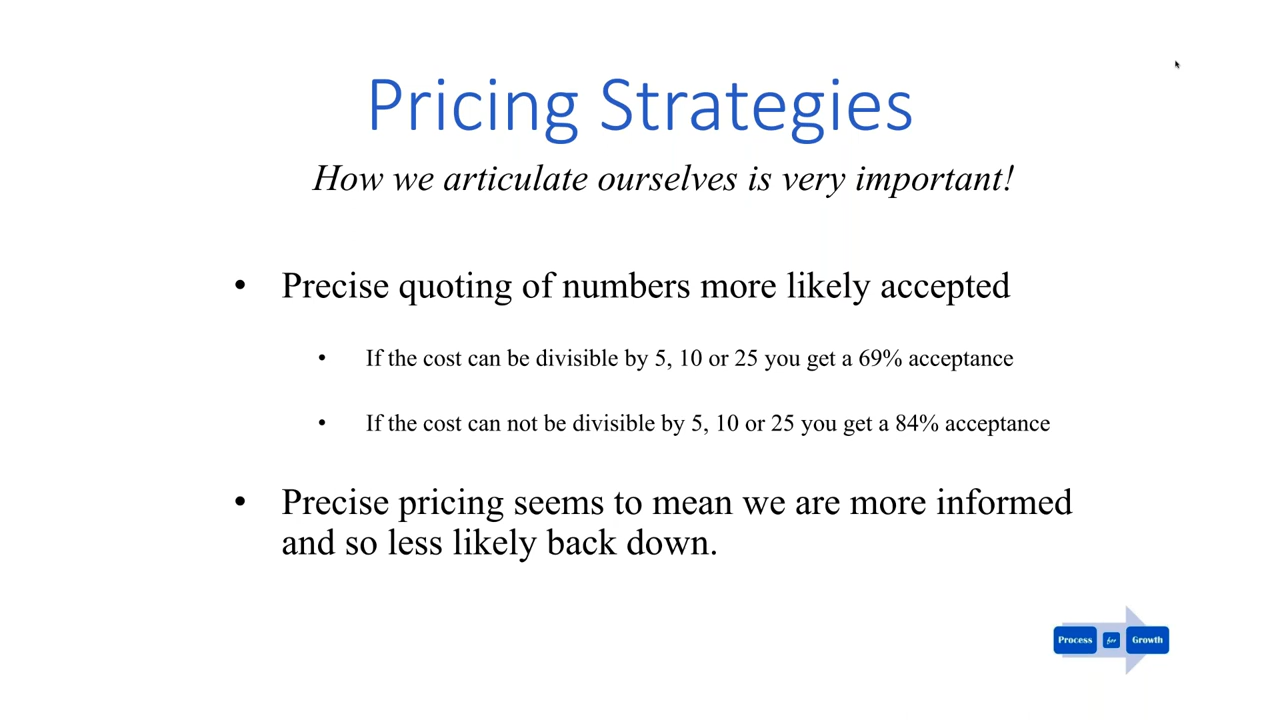 Pricing Strategies
How we articulate ourselves is very important!
• Precise quoting of numbers more likely accepted
• If the cost can be divisible by 5, 10 or 25 you get a 69% acceptance
• If the cost can not be divisible by 5, 10 or 25 you get a 84% acceptance
• Precise pricing seems to mean we are more informed
and so less likely back down.
Process for Growth